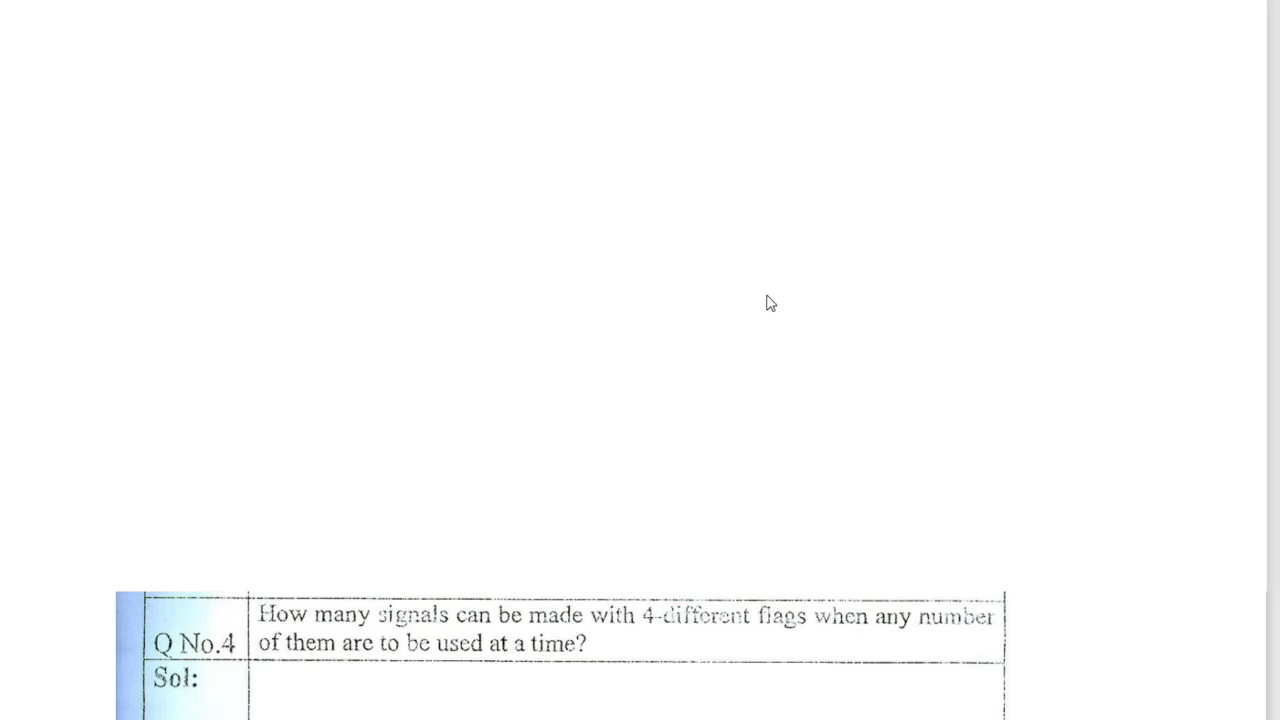 How many signals can be made with 4-different flags when any number
Q No.4 of them are to be used at a time?
Sol: